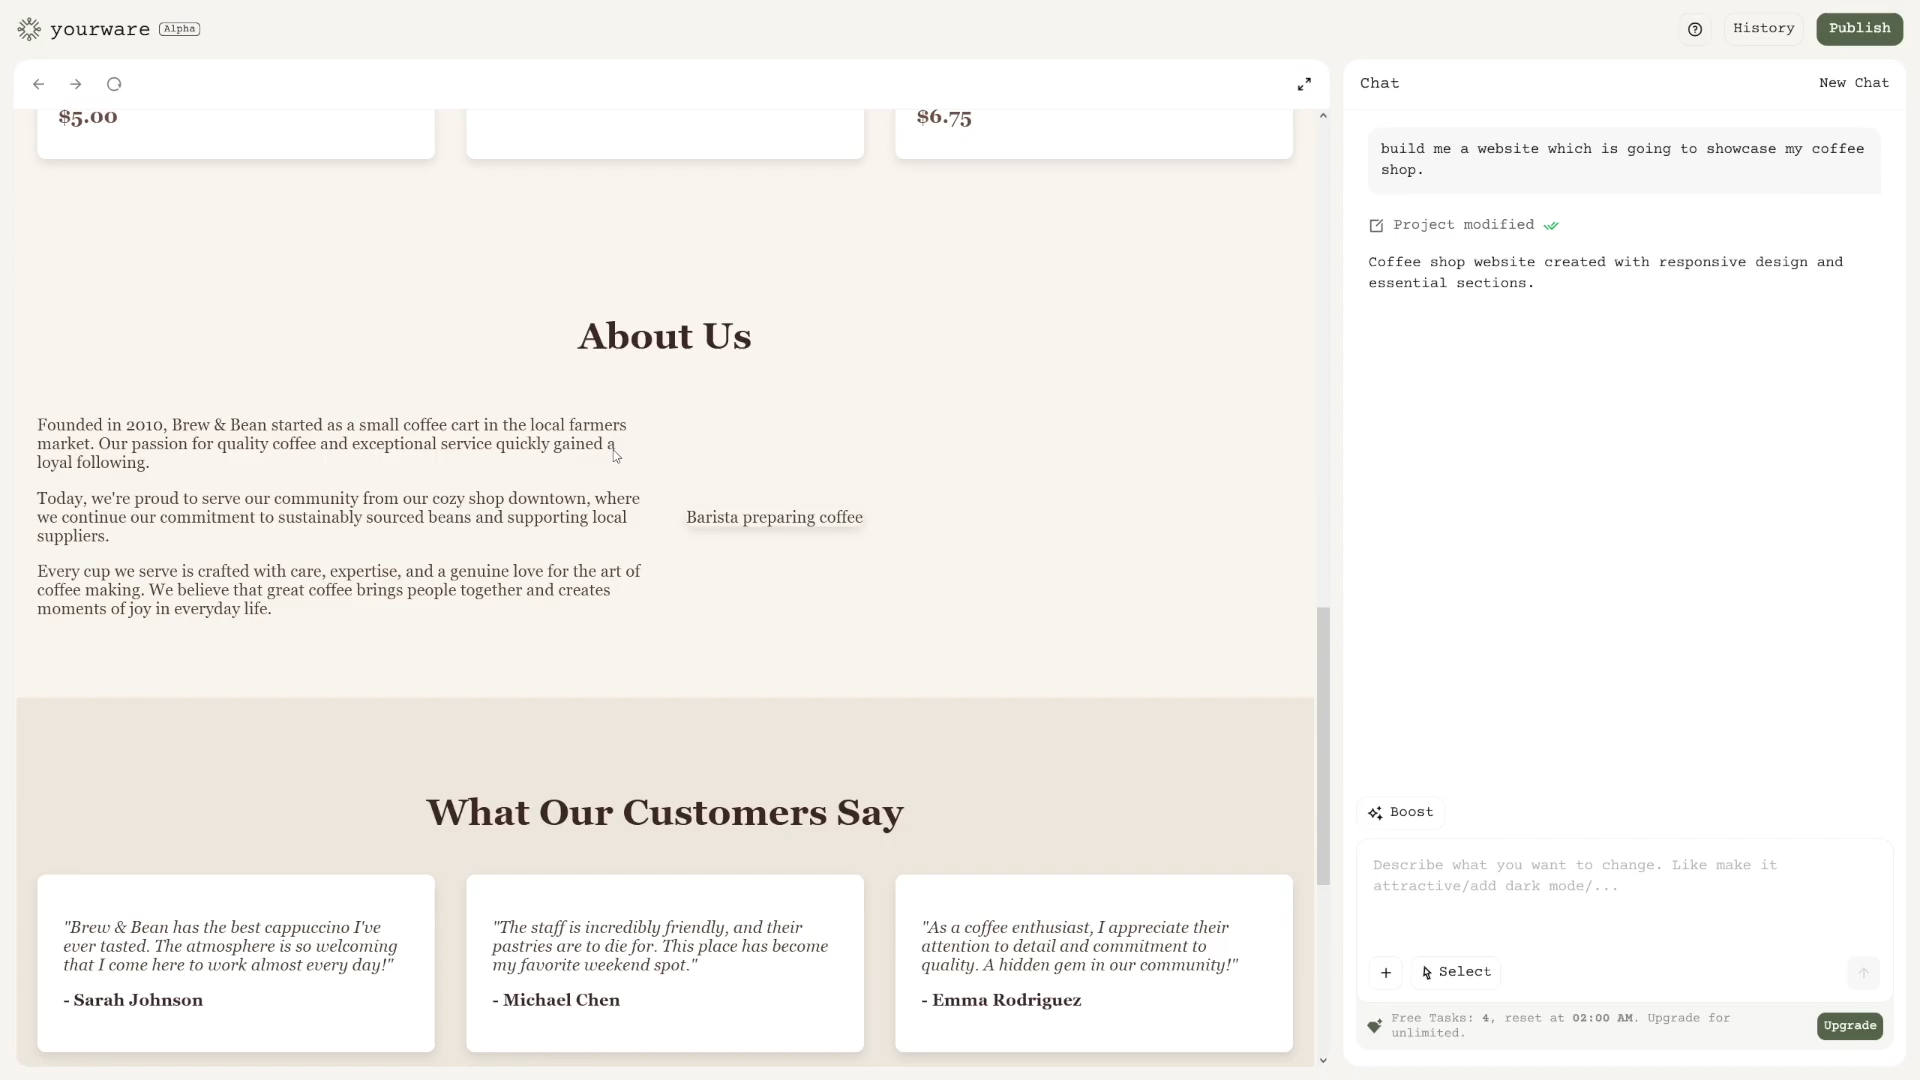 yourware Alpha
History
Publish
Chat
New Chat
$5.00
$6.75
build me a website which is going to showcase my coffee
shop.
Project modified
Coffee shop website created with responsive design and
essential sections.
About Us
Founded in 2010, Brew & Bean started as a small coffee cart in the local farmers
market. Our passion for quality coffee and exceptional service quickly gained a
loyal following.
Today, we're proud to serve our community from our cozy shop downtown, where
we continue our commitment to sustainably sourced beans and supporting local
suppliers.
Every cup we serve is crafted with care, expertise, and a genuine love for the art of
coffee making. We believe that great coffee brings people together and creates
moments of joy in everyday life.
Barista preparing coffee
What Our Customers Say
"Brew & Bean has the best cappuccino I've
ever tasted. The atmosphere is so welcoming
that I come here to work almost every day!"
- Sarah Johnson
"The staff is incredibly friendly, and their
pastries are to die for. This place has become
my favorite weekend spot."
- Michael Chen
"As a coffee enthusiast, I appreciate their
attention to detail and commitment to
quality. A hidden gem in our community!"
- Emma Rodriguez
Boost
Describe what you want to change. Like make it
attractive/add dark mode/...
Select
Free Tasks: 4, reset at 02:00 AM. Upgrade for
unlimited.
Upgrade